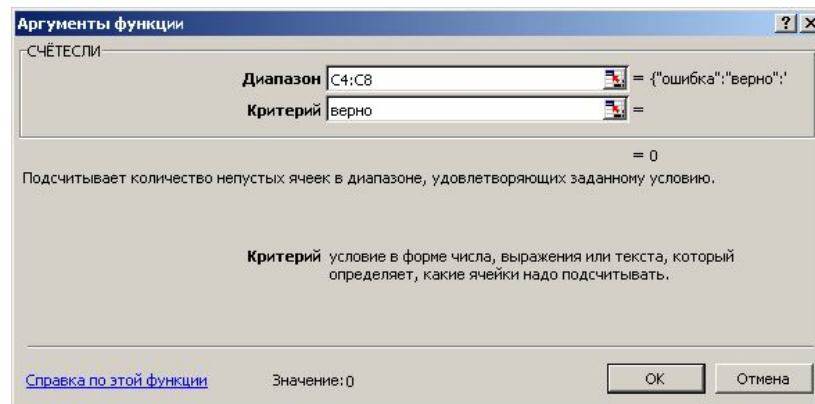 Аргументы функции
СЧЁТЕСЛИ
Диапазон C4:C8 = {"ошибка":"верно":'
Критерий верно =
= 0
Подсчитывает количество непустых ячеек в диапазоне, удовлетворяющих заданному условию.
Критерий условие в форме числа, выражения или текста, который
определяет, какие ячейки надо подсчитывать.
Справка по этой функции Значение:0 OK Отмена